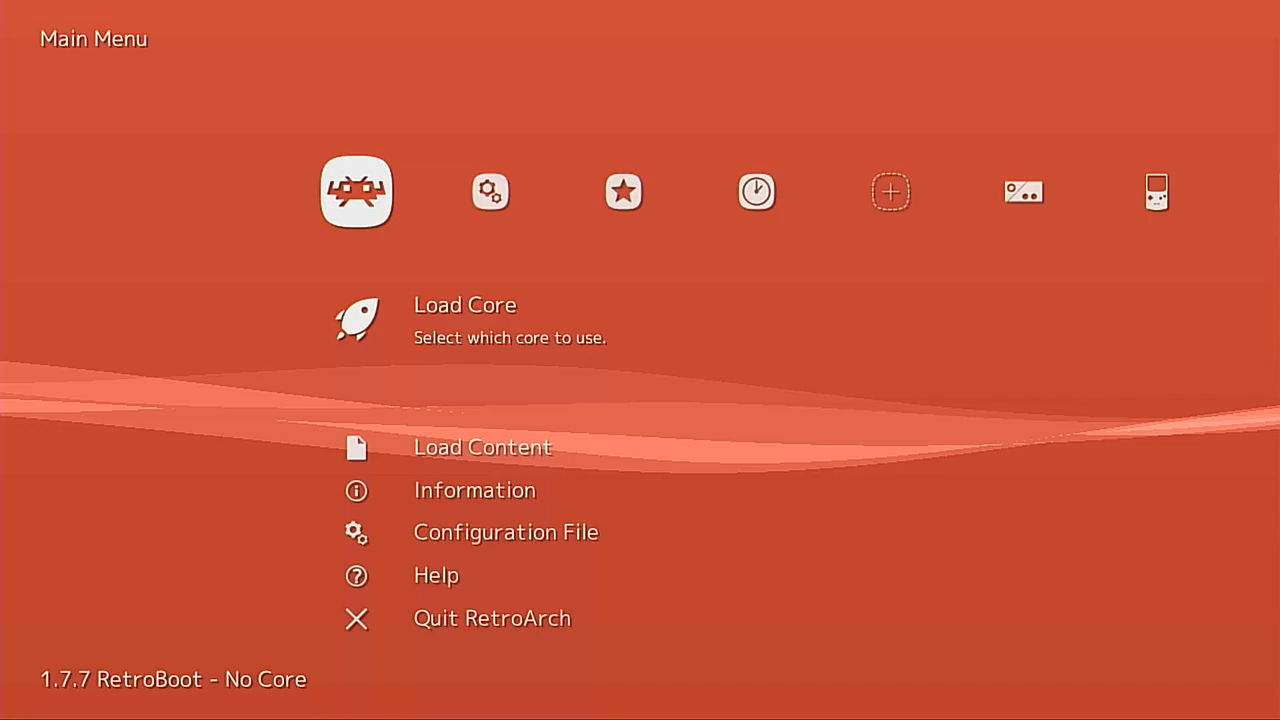 Main Menu
Load Core
Select which core to use.
Load Content
Information
Configuration File
Help
Quit RetroArch
1.7.7 RetroBoot - No Core